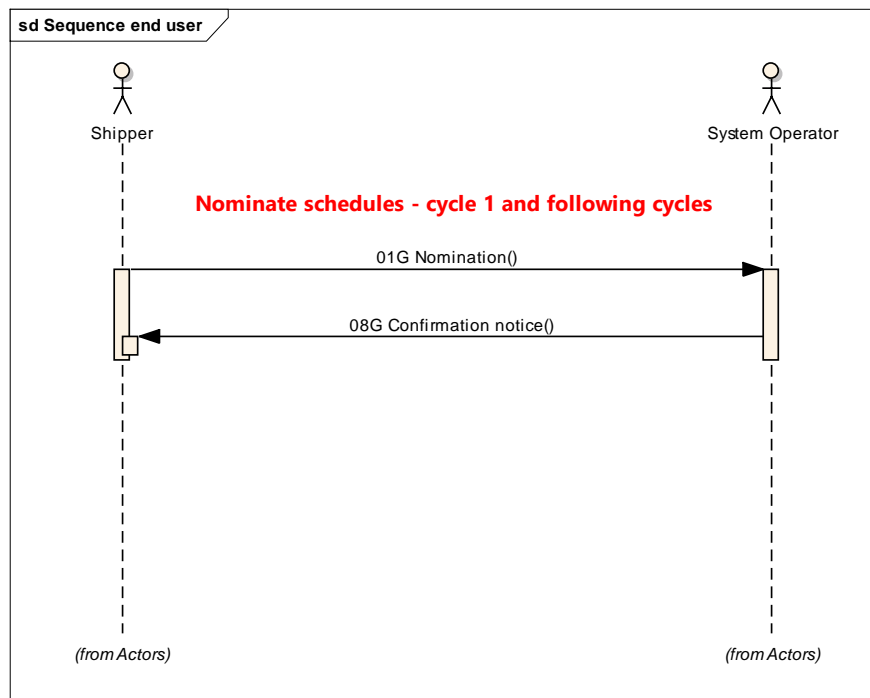 sd Sequence end user
Shipper
System Operator
Nominate schedules - cycle 1 and following cycles
01G Nomination()
08G Confirmation notice()
(from Actors)
(from Actors)